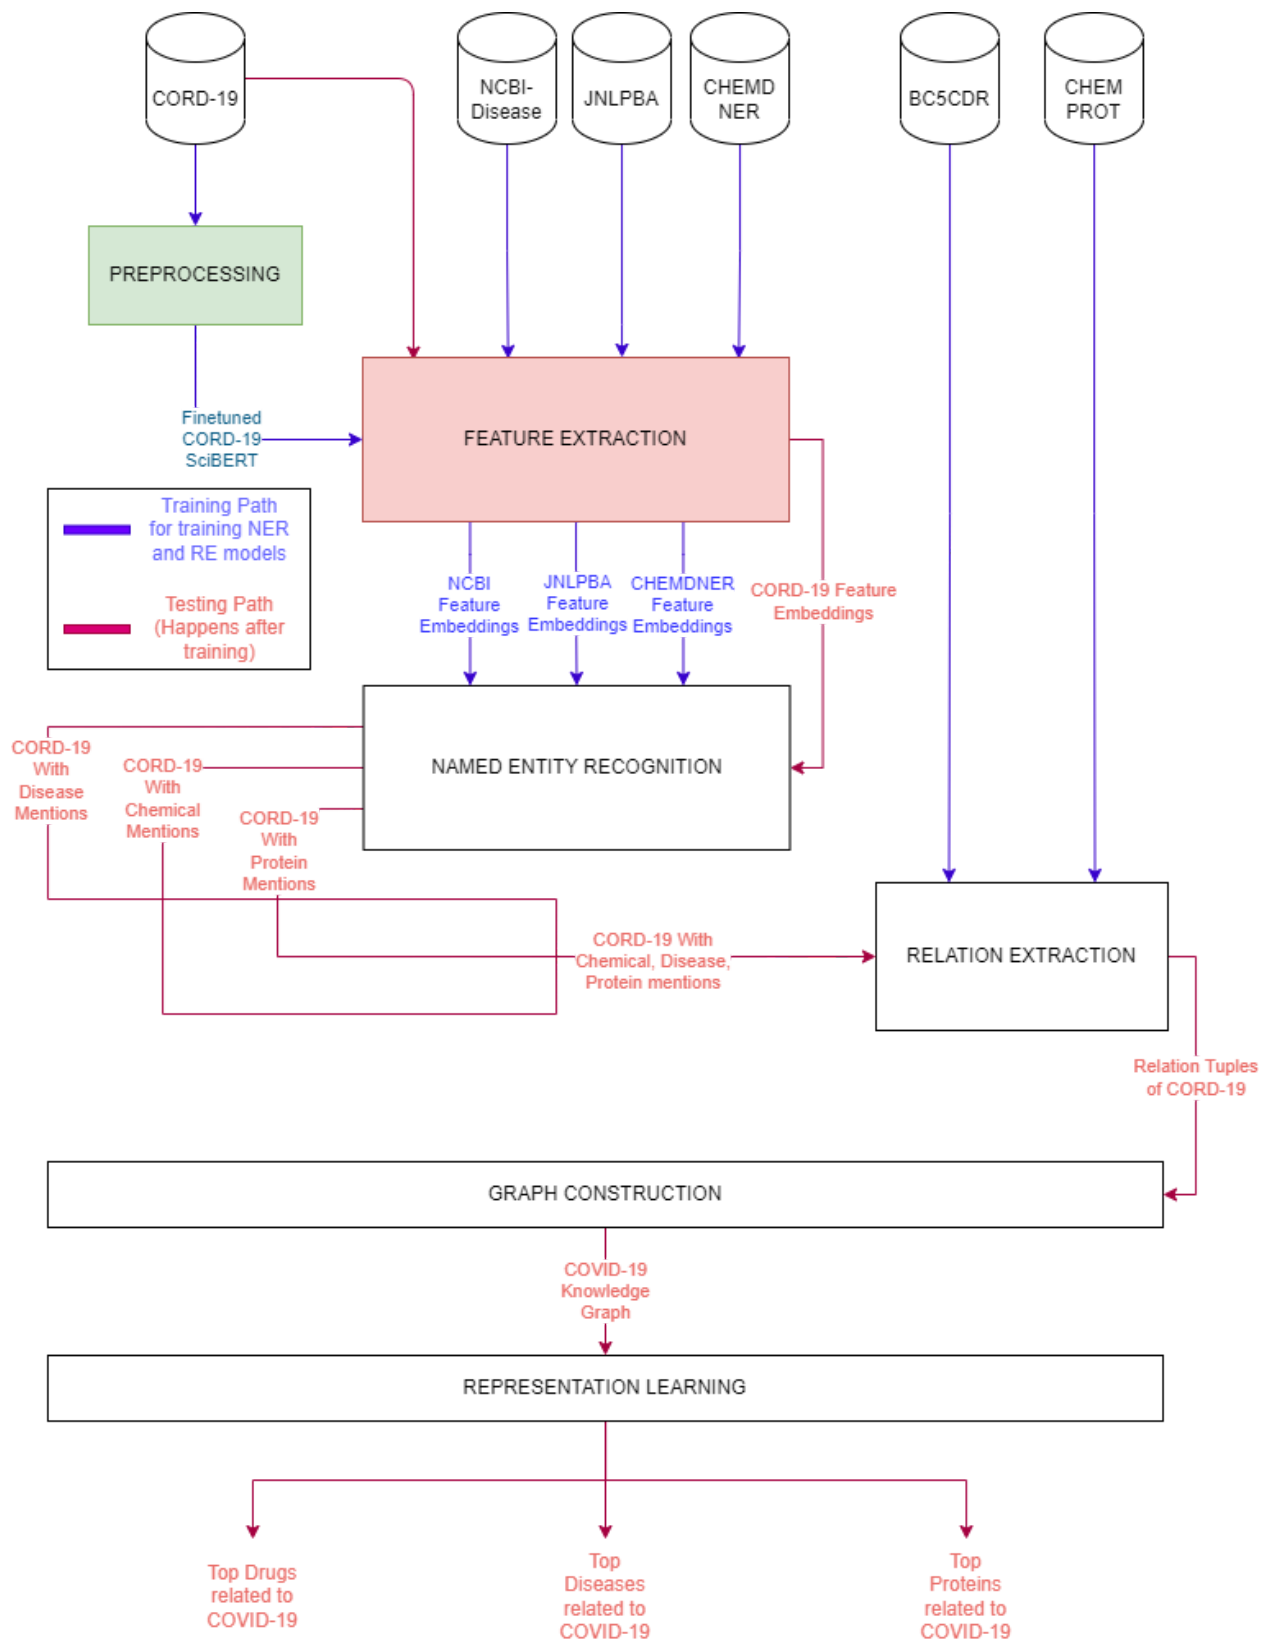 CORD-19
NCBI-
Disease
JNLPBA
CHEMD
NER
BC5CDR
CHEM
PROT
PREPROCESSING
Finetuned
CORD-19
SciBERT
FEATURE EXTRACTION
Training Path
for training NER
and RE models
Testing Path
(Happens after
training)
NCBI
Feature
Embeddings
JNLPBA
Feature
Embeddings
CHEMDNER
Feature
Embeddings
CORD-19 Feature
Embeddings
NAMED ENTITY RECOGNITION
CORD-19
With
Disease
Mentions
CORD-19
With
Chemical
Mentions
CORD-19
With
Protein
Mentions
CORD-19 With
Chemical, Disease,
Protein mentions
RELATION EXTRACTION
Relation Tuples
of CORD-19
GRAPH CONSTRUCTION
COVID-19
Knowledge
Graph
REPRESENTATION LEARNING
Top Drugs
related to
COVID-19
Top
Diseases
related to
COVID-19
Top
Proteins
related to
COVID-19